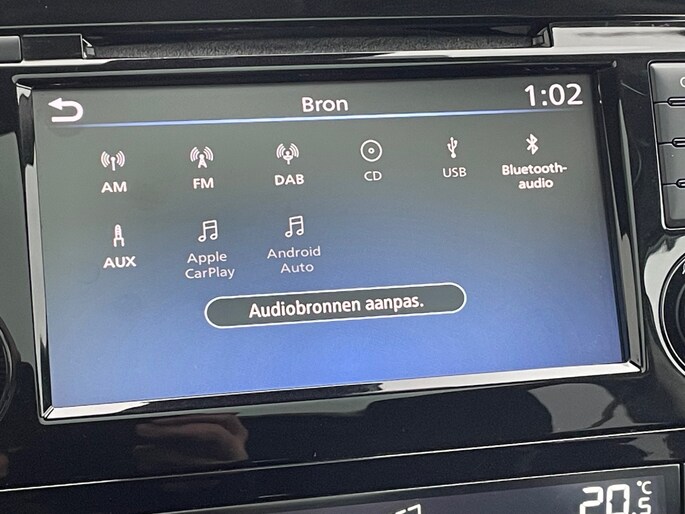 Bron 1:02
AM FM DAB CD USB Bluetooth-
audio
AUX Apple Android
CarPlay Auto
Audiobronnen aanpas.
20.5 °C